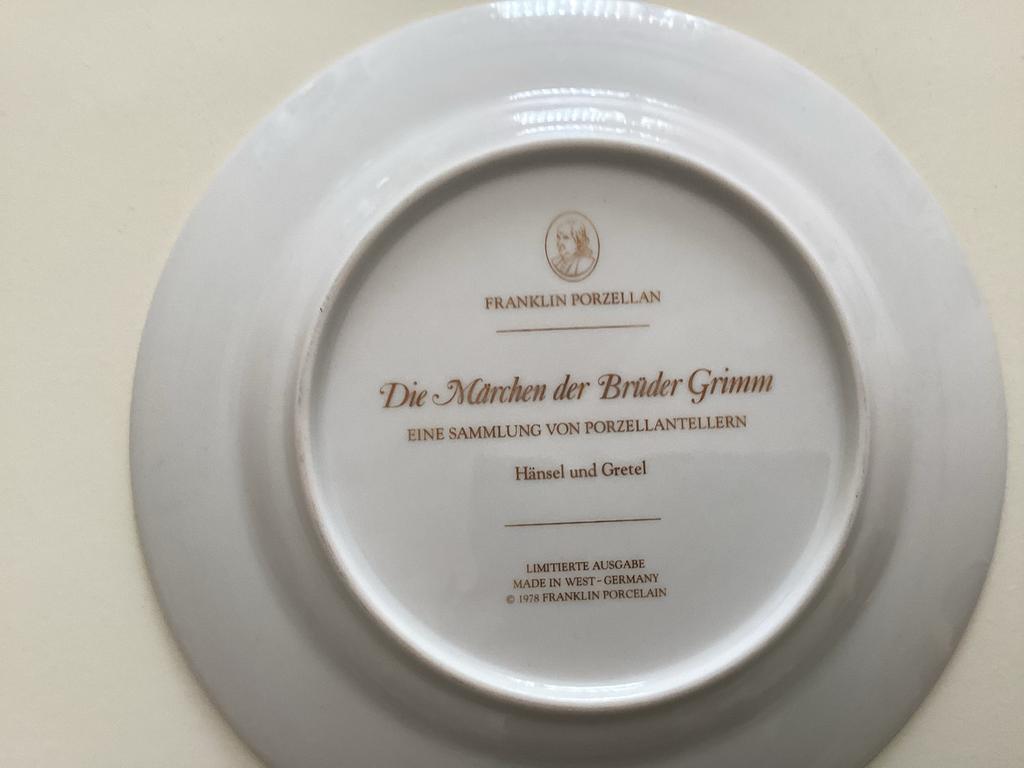 FRANKLIN PORZELLAN
Die Märchen der Brüder Grimm
EINE SAMMLUNG VON PORZELLANTELLERN
Hänsel und Gretel
LIMITIERTE AUSGABE
MADE IN WEST-GERMANY
© 1978 FRANKLIN PORCELAIN